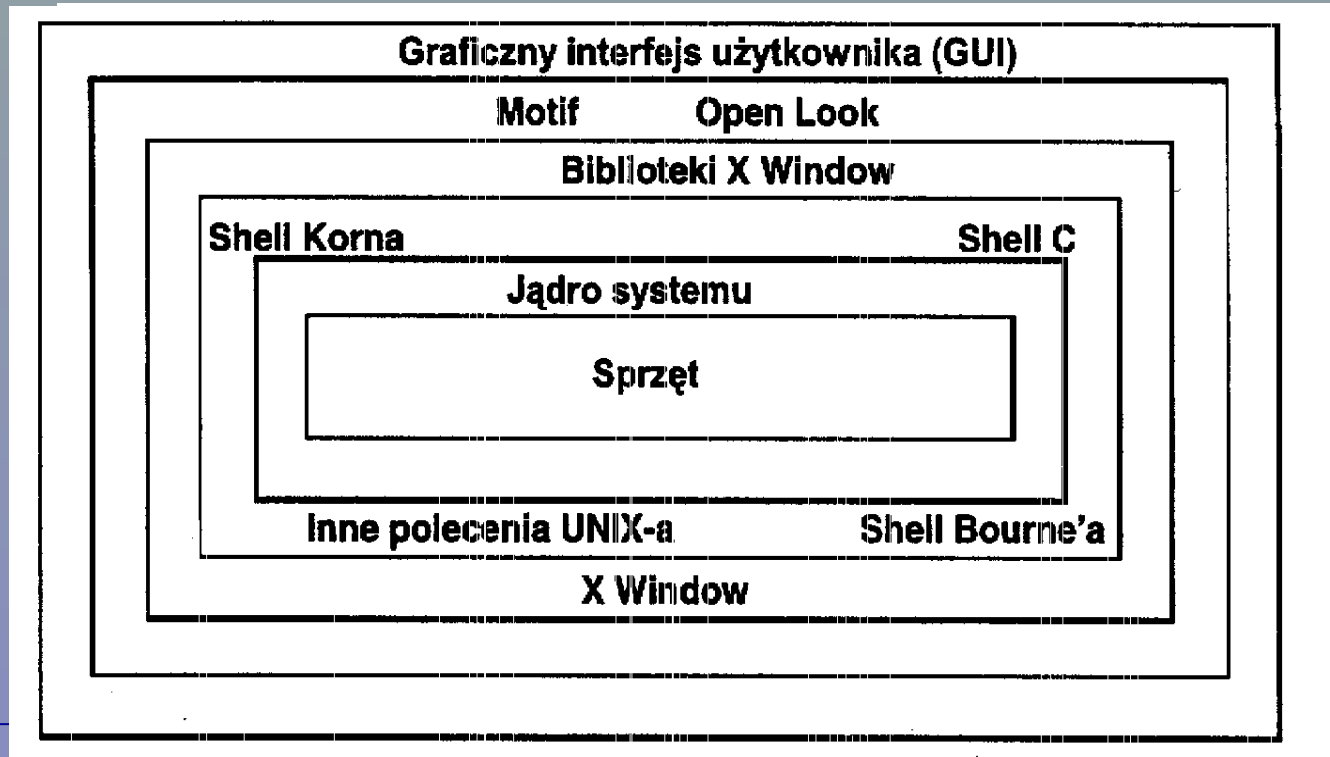 Graficzny interfejs użytkownika (GUI)
Motif Open Look
Biblioteki X Window
Shell Korna Shell C
Jądro systemu
Sprzęt
Inne polecenia UNIX-a Shell Bourne'a
X Window